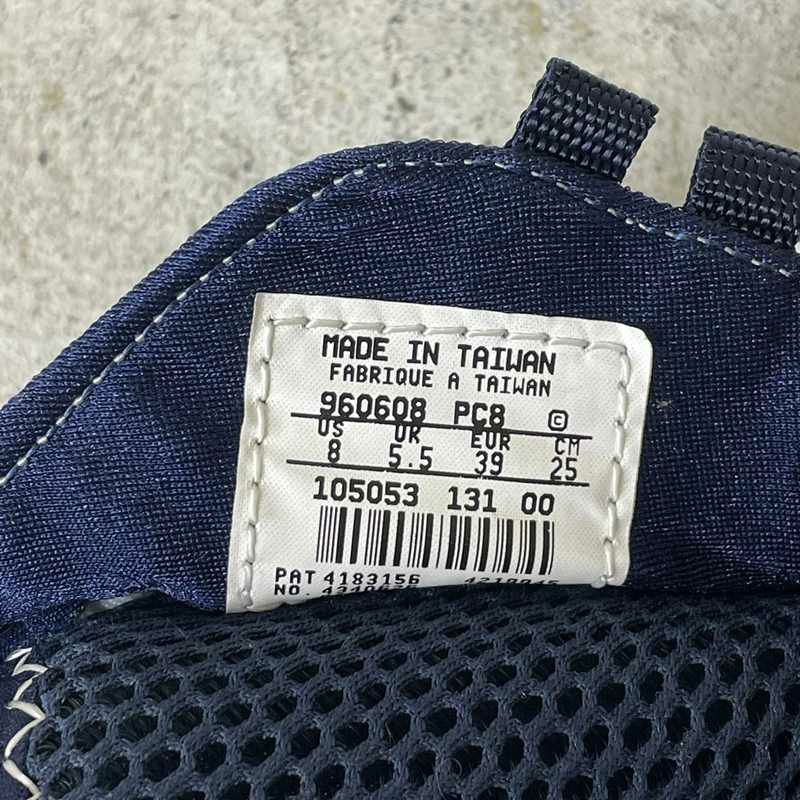 MADE IN TAIWAN
FABRIQUE A TAIWAN
960608 PC8 ©
US UK EUR CM
8 5.5 39 25
105053 131 00
PAT 4183156
NO.